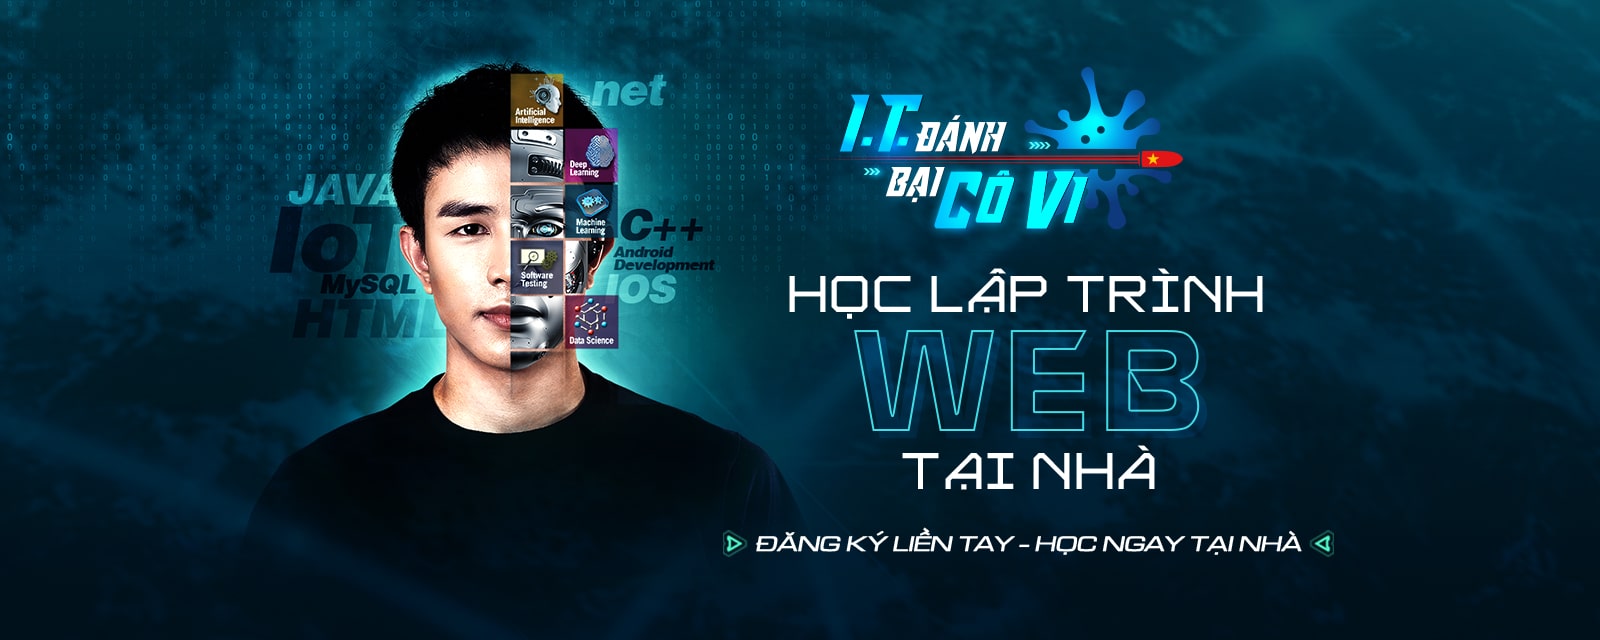 Artificial
Intelligence
.net
Deep
Learning
JAVA
IoT
MySQL
HTML
Machine
Learning
C++
Android
Development
ios
Software
Testing
Data Science
I.T. ĐÁNH
BẠI CÔ VI
HỌC LẬP TRÌNH
WEB
TẠI NHÀ
ĐĂNG KÝ LIỀN TAY - HỌC NGAY TẠI NHÀ